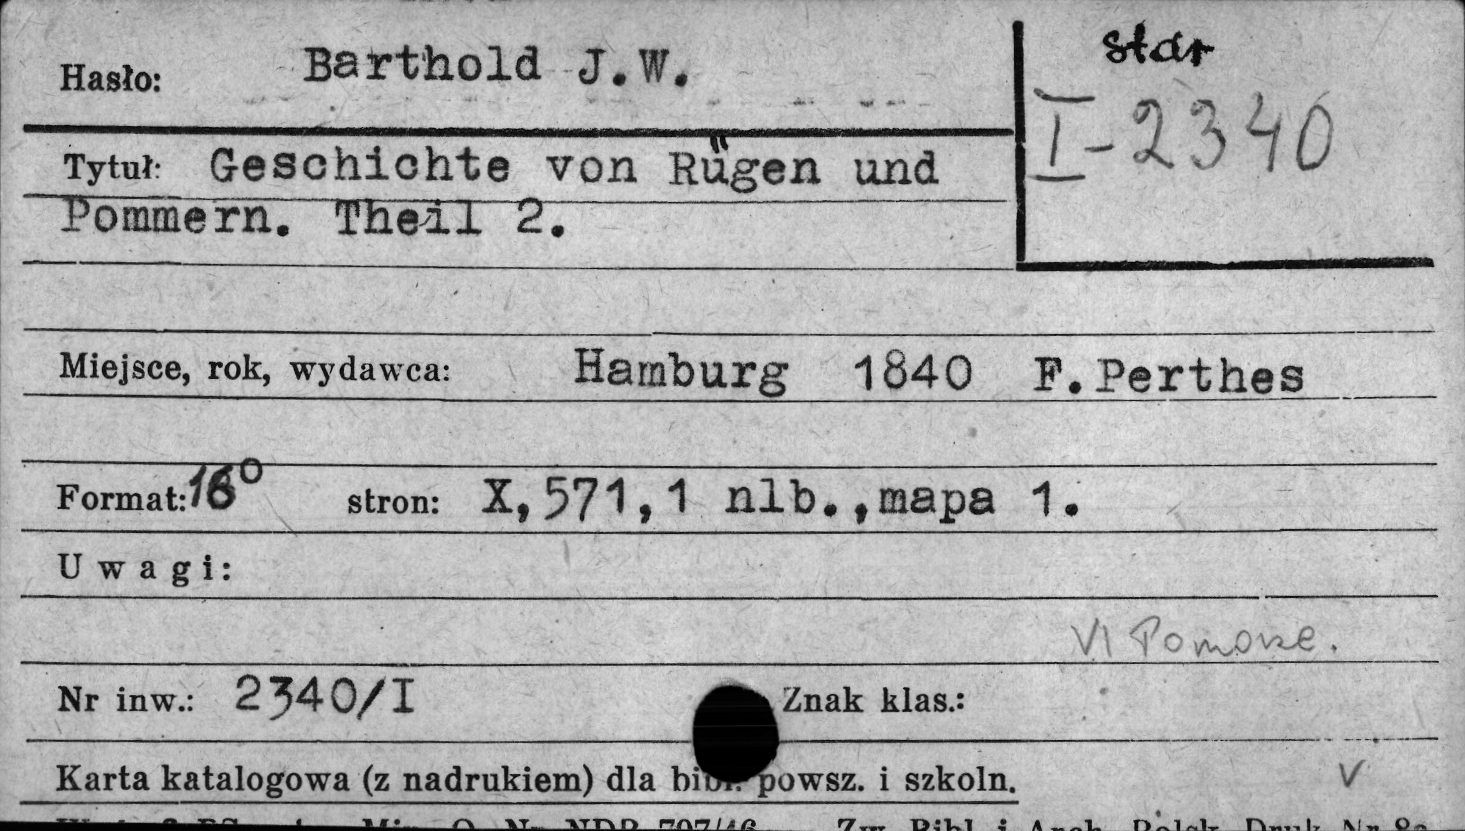 Hasło: Barthold J.W.
star
I-2340
Tytuł: Geschichte von Rügen und
Pommern. Theil 2.
Miejsce, rok, wydawca: Hamburg 1840 F.Perthes
Format: 16° stron: X,571,1 nlb.,mapa 1.
Uwagi:
VI Pomorze.
Nr inw.: 2340/I Znak klas.:
Karta katalogowa (z nadrukiem) dla bibl. powsz. i szkoln.
V